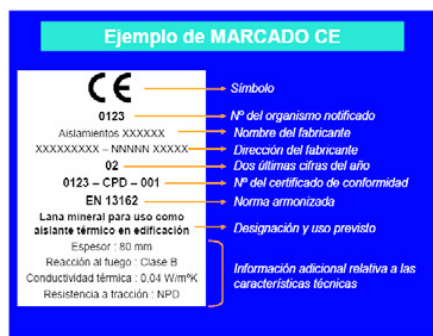 Ejemplo de MARCADO CE
CE
Símbolo
0123
Nº del organismo notificado
Aislamientos XXXXXX
Nombre del fabricante
XXXXXXXXX – NNNNN XXXXX
Dirección del fabricante
02
Dos últimas cifras del año
0123 – CPD – 001
Nº del certificado de conformidad
EN 13162
Norma armonizada
Lana mineral para uso como
aislante térmico en edificación
Designación y uso previsto
Espesor : 80 mm
Reacción al fuego : Clase B
Conductividad térmica : 0,04 W/mºK
Resistencia a tracción : NPD
Información adicional relativa a las
características técnicas